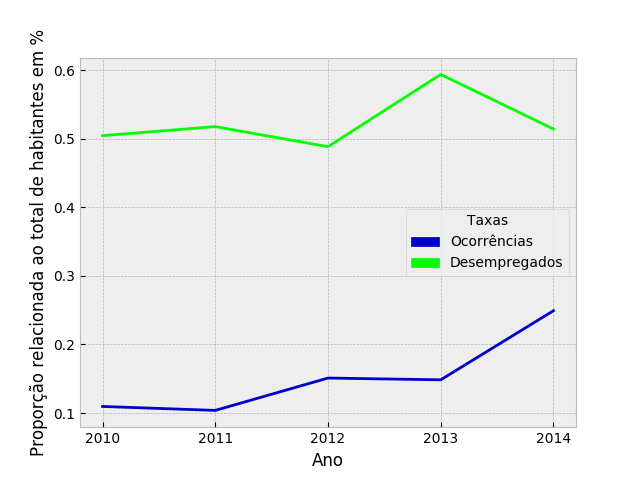 Proporção relacionada ao total de habitantes em %
0.6
0.5
0.4
0.3
0.2
0.1
Taxas
Ocorrências
Desempregados
2010 2011 2012 2013 2014
Ano